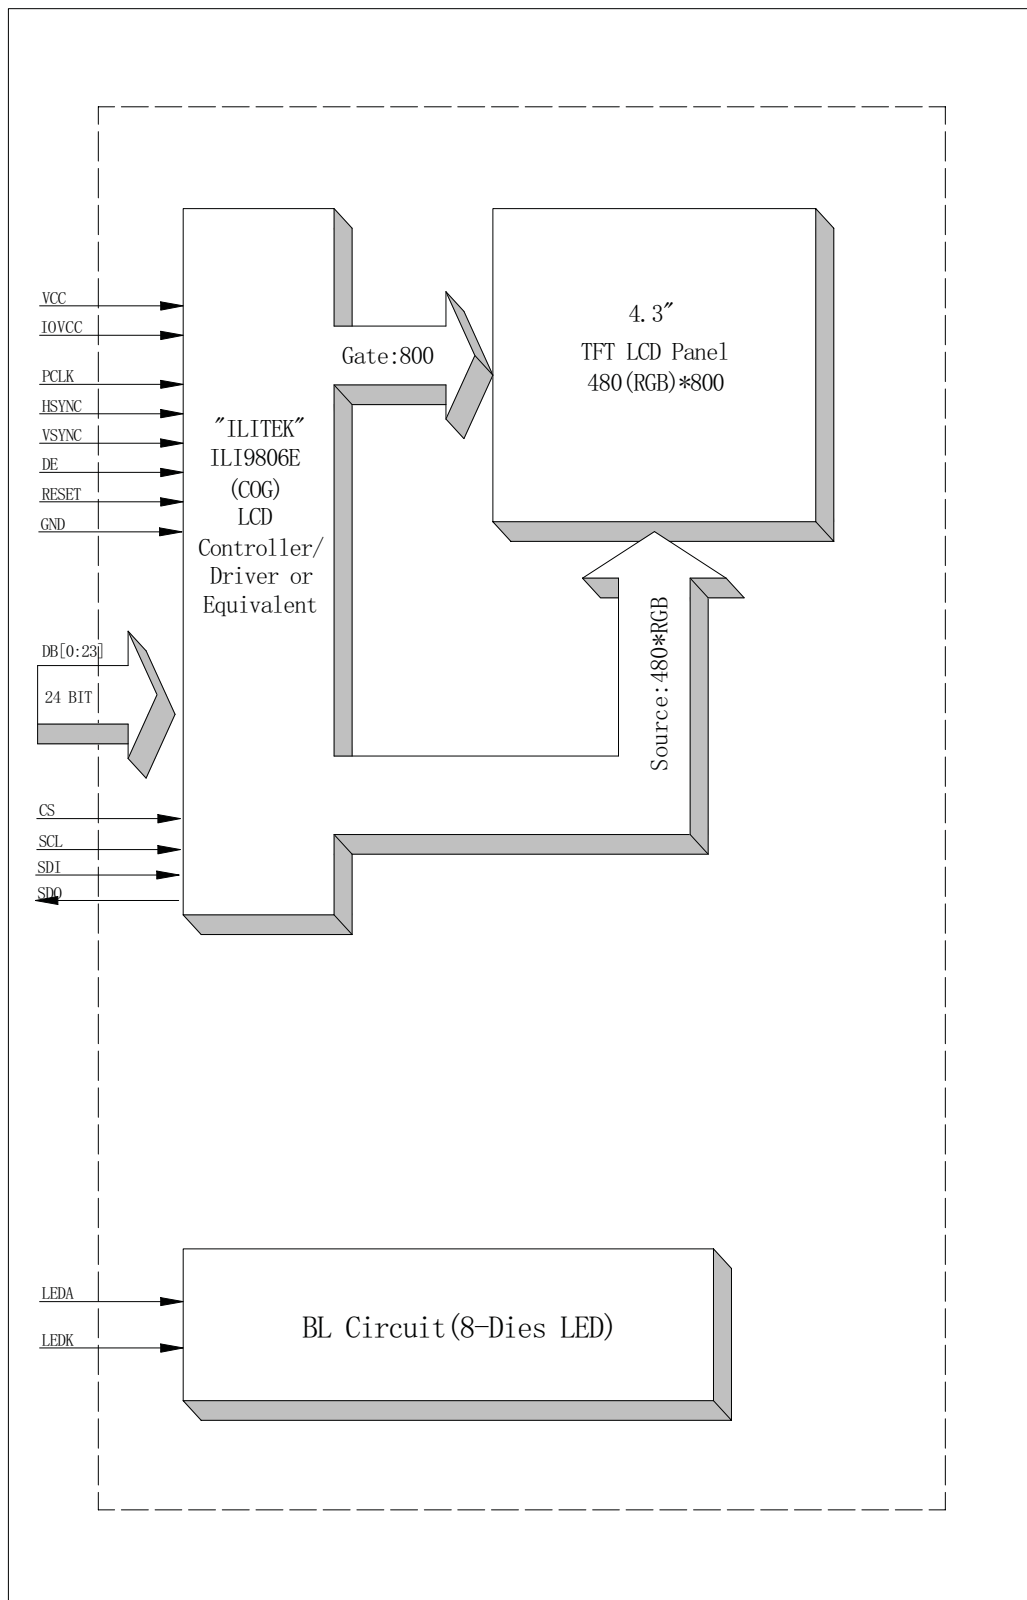 VCC
IOVCC
PCLK
HSYNC
VSYNC
DE
RESET
GND
DB[0:23]
24 BIT
CS
SCL
SDI
SDO
"ILITEK"
ILI9806E
(COG)
LCD
Controller/
Driver or
Equivalent
Gate:800
4.3"
TFT LCD Panel
480(RGB)*800
Source:480*RGB
LEDA
LEDK
BL Circuit(8-Dies LED)